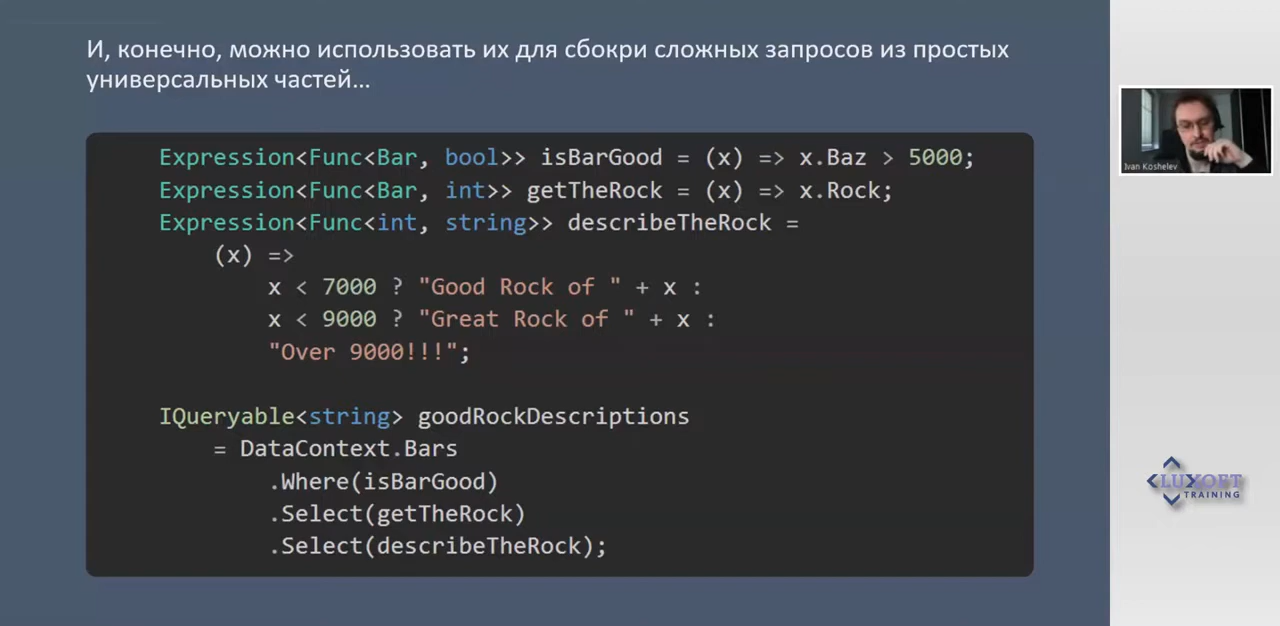 И, конечно, можно использовать их для сбокри сложных запросов из простых
универсальных частей…
Expression<Func<Bar, bool>> isBarGood = (x) => x.Baz > 5000;
Expression<Func<Bar, int>> getTheRock = (x) => x.Rock;
Expression<Func<int, string>> describeTheRock =
(x) =>
x < 7000 ? "Good Rock of " + x :
x < 9000 ? "Great Rock of " + x :
"Over 9000!!!";
IQueryable<string> goodRockDescriptions
= DataContext.Bars
.Where(isBarGood)
.Select(getTheRock)
.Select(describeTheRock);
Ivan Koshelev
LUXOFT
TRAINING